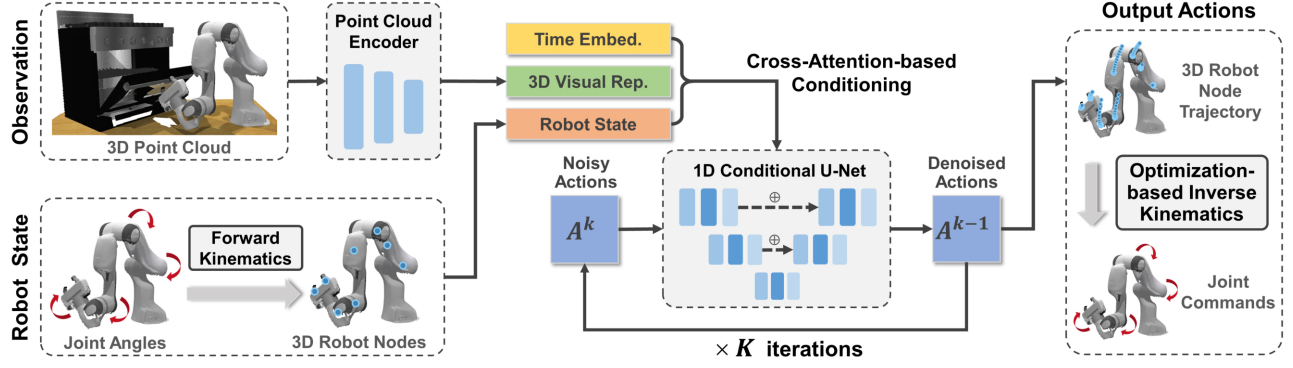 Observation
3D Point Cloud
Point Cloud
Encoder
Time Embed.
3D Visual Rep.
Robot State
Cross-Attention-based
Conditioning
Robot State
Joint Angles
Forward
Kinematics
3D Robot Nodes
Noisy
Actions
A^k
1D Conditional U-Net
⊕
⊕
Denoised
Actions
A^{k-1}
× K iterations
Output Actions
3D Robot
Node
Trajectory
Optimization-
based Inverse
Kinematics
Joint
Commands